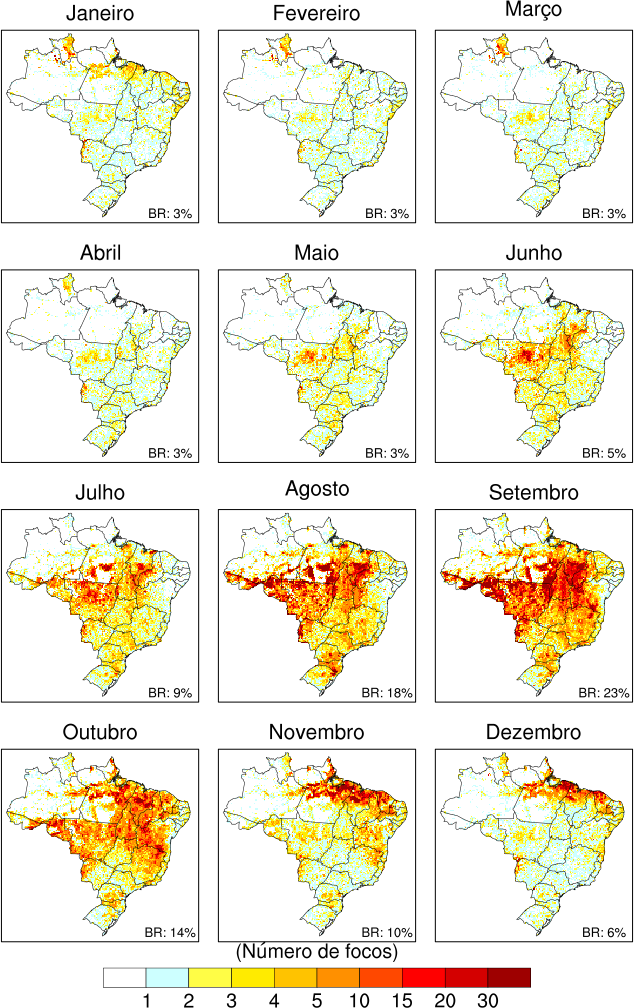 Janeiro
Fevereiro
Março
BR: 3%
BR: 3%
BR: 3%
Abril
Maio
Junho
BR: 3%
BR: 3%
BR: 5%
Julho
Agosto
Setembro
BR: 9%
BR: 18%
BR: 23%
Outubro
Novembro
Dezembro
BR: 14%
BR: 10%
BR: 6%
(Número de focos)
1 2 3 4 5 10 15 20 30